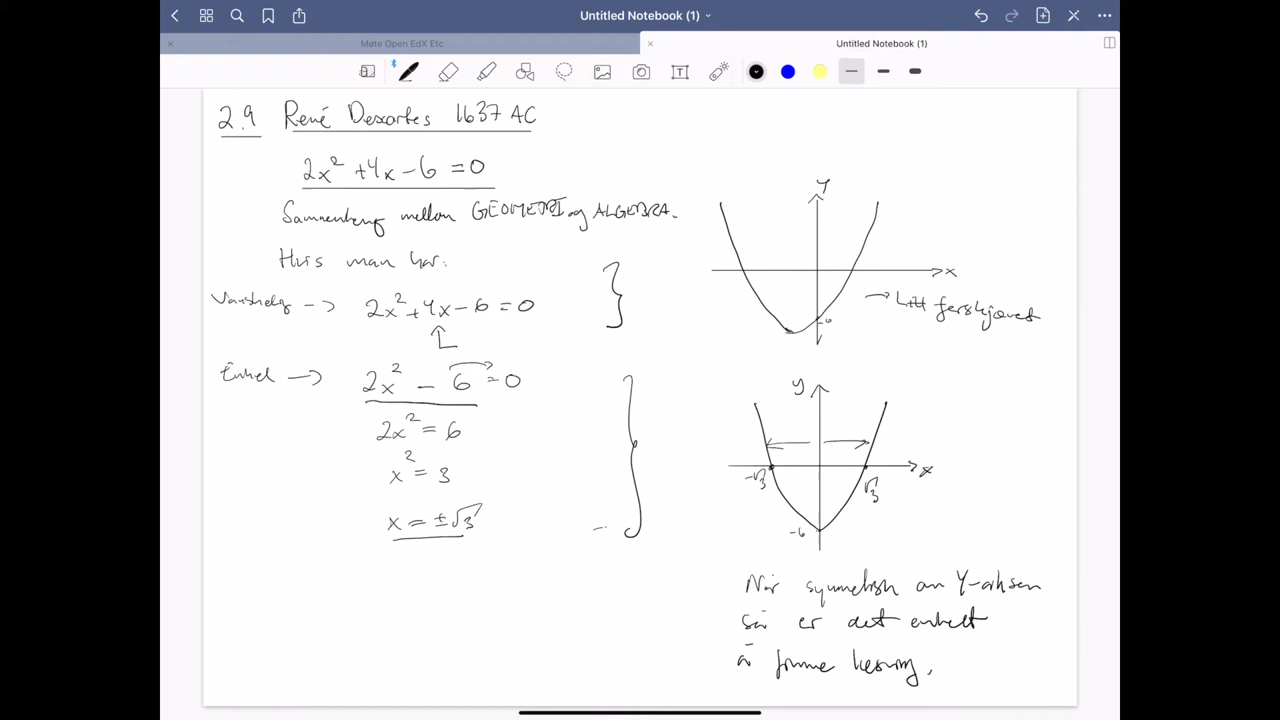 Untitled Notebook (1)
Møte Open EdX Etc
Untitled Notebook (1)
2.9 René Descartes 1637 AC
2x² + 4x - 6 = 0
Sammenheng mellom GEOMETRI og ALGEBRA.
Hvis man har:
Vanskelig → 2x² + 4x - 6 = 0
Enkel → 2x² - 6 = 0
2x² = 6
x² = 3
x = ±√3
y
x
-6
→ Litt forskjøvet
y
x
-√3
√3
-6
Når symmetrisk om Y-aksen
så er det enkelt
å finne løsning.